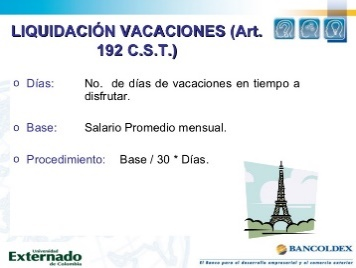 LIQUIDACIÓN VACACIONES (Art.
192 C.S.T.)
o Días: No. de días de vacaciones en tiempo a
disfrutar.
o Base: Salario Promedio mensual.
o Procedimiento: Base / 30 * Días.
Universidad
Externado
de Colombia
BANCOLDEX
El Banco para el desarrollo empresarial y el comercio exterior